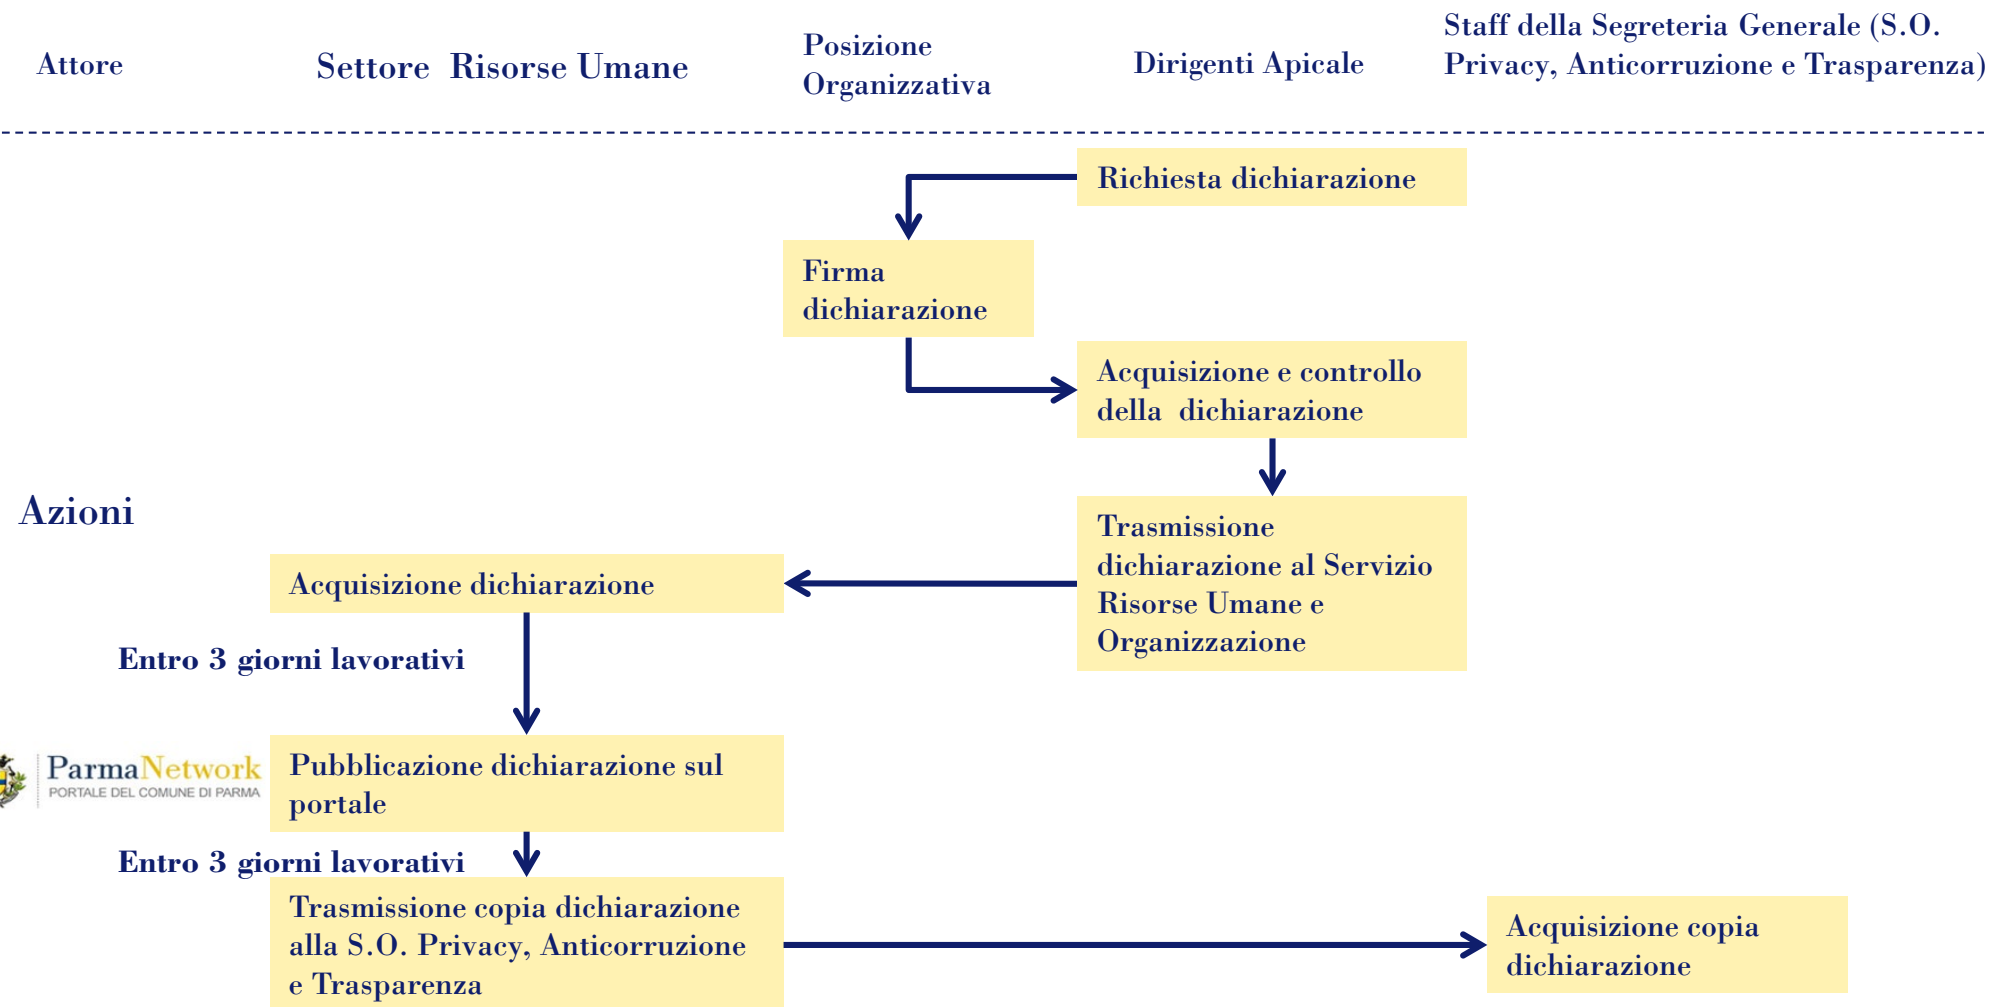 Attore
Settore  Risorse Umane
Posizione
Organizzativa
Dirigenti Apicale
Staff della Segreteria Generale (S.O.
Privacy, Anticorruzione e Trasparenza)
Richiesta dichiarazione
Firma
dichiarazione
Acquisizione e controllo
della  dichiarazione
Azioni
Trasmissione
dichiarazione al Servizio
Risorse Umane e
Organizzazione
Acquisizione dichiarazione
Entro 3 giorni lavorativi
ParmaNetwork
PORTALE DEL COMUNE DI PARMA
Pubblicazione dichiarazione sul
portale
Entro 3 giorni lavorativi
Trasmissione copia dichiarazione
alla S.O. Privacy, Anticorruzione
e Trasparenza
Acquisizione copia
dichiarazione